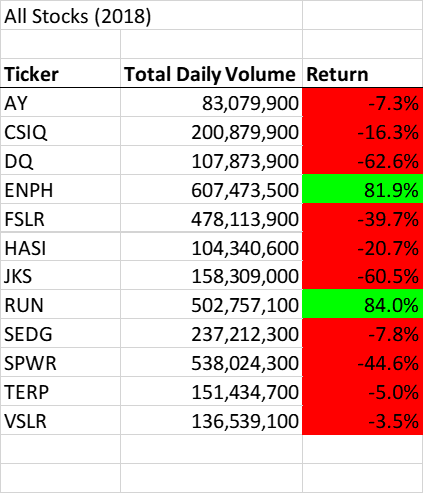 All Stocks (2018)
Ticker Total Daily Volume Return
AY 83,079,900 -7.3%
CSIQ 200,879,900 -16.3%
DQ 107,873,900 -62.6%
ENPH 607,473,500 81.9%
FSLR 478,113,900 -39.7%
HASI 104,340,600 -20.7%
JKS 158,309,000 -60.5%
RUN 502,757,100 84.0%
SEDG 237,212,300 -7.8%
SPWR 538,024,300 -44.6%
TERP 151,434,700 -5.0%
VSLR 136,539,100 -3.5%